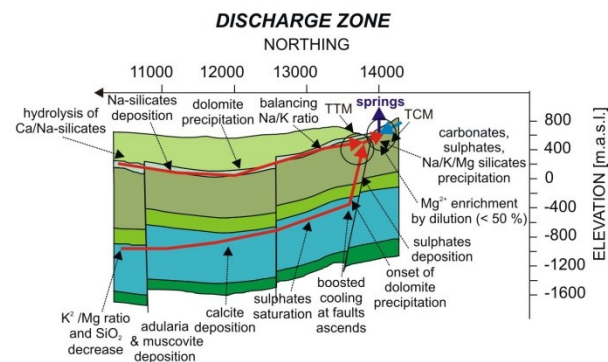 DISCHARGE ZONE
NORTHING
11000 12000 13000 14000
hydrolysis of
Ca/Na-silicates
Na-silicates
deposition
dolomite
precipitation
balancing
Na/K ratio
TTM
springs
TCM
carbonates,
sulphates,
Na/K/Mg silicates
precipitation
Mg²⁺ enrichment
by dilution (< 50 %)
sulphates
deposition
onset of
dolomite
precipitation
boosted
cooling
at faults
ascends
sulphates
saturation
calcite
deposition
adularia
& muscovite
deposition
K² /Mg ratio
and SiO₂
decrease
800
400
0
-400
-800
-1200
-1600
ELEVATION [m.a.s.l.]